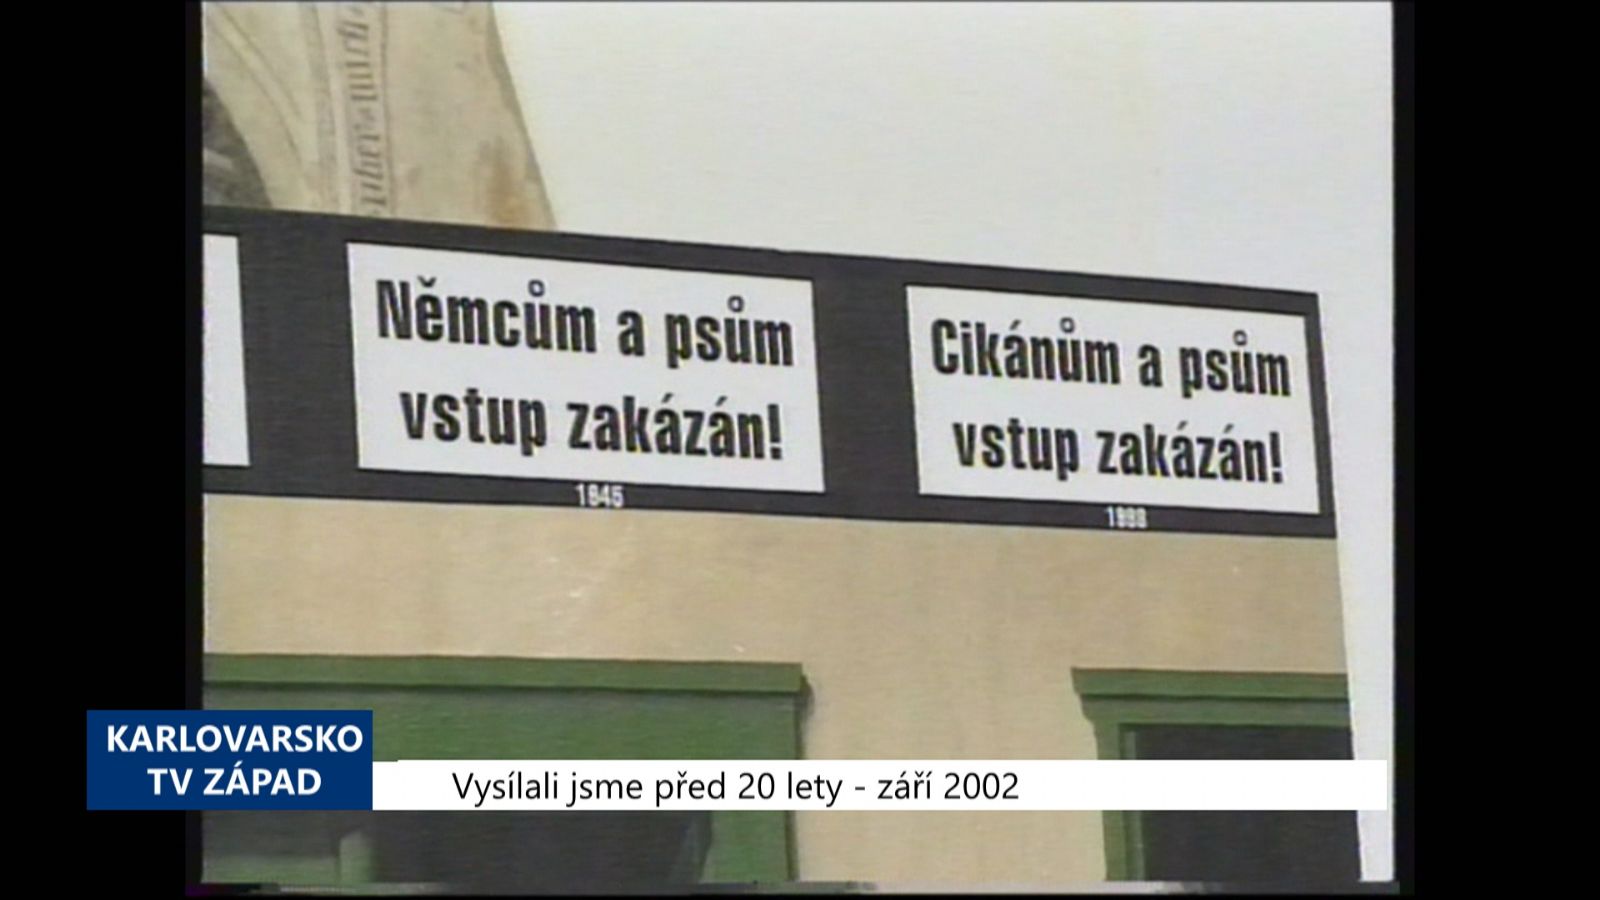 Němcům a psům
vstup zakázán!
1945
Cikánům a psům
vstup zakázán!
KARLOVARSKO
TV ZÁPAD
Vysílali jsme před 20 lety - září 2002